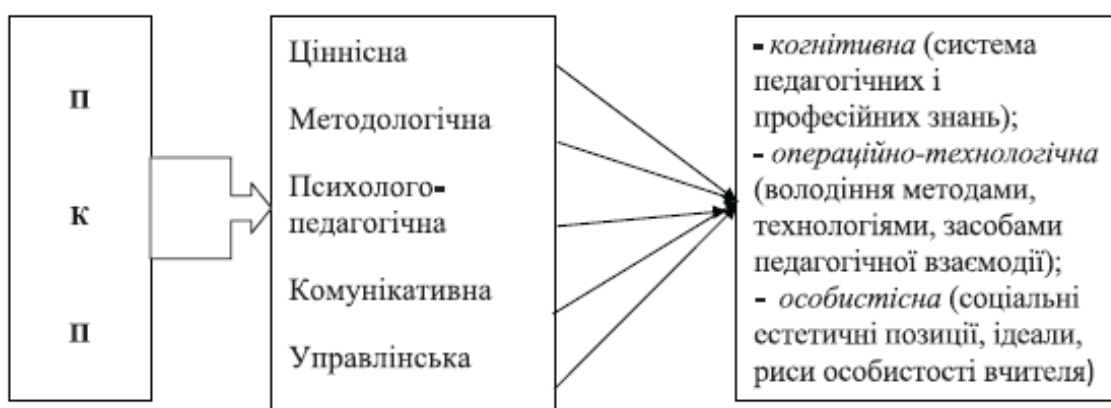 П
К
П
Ціннісна
Методологічна
Психолого-
педагогічна
Комунікативна
Управлінська
- когнітивна (система
педагогічних і
професійних знань);
- операційно-технологічна
(володіння методами,
технологіями, засобами
педагогічної взаємодії);
- особистісна (соціальні
естетичні позиції, ідеали,
риси особистості вчителя)